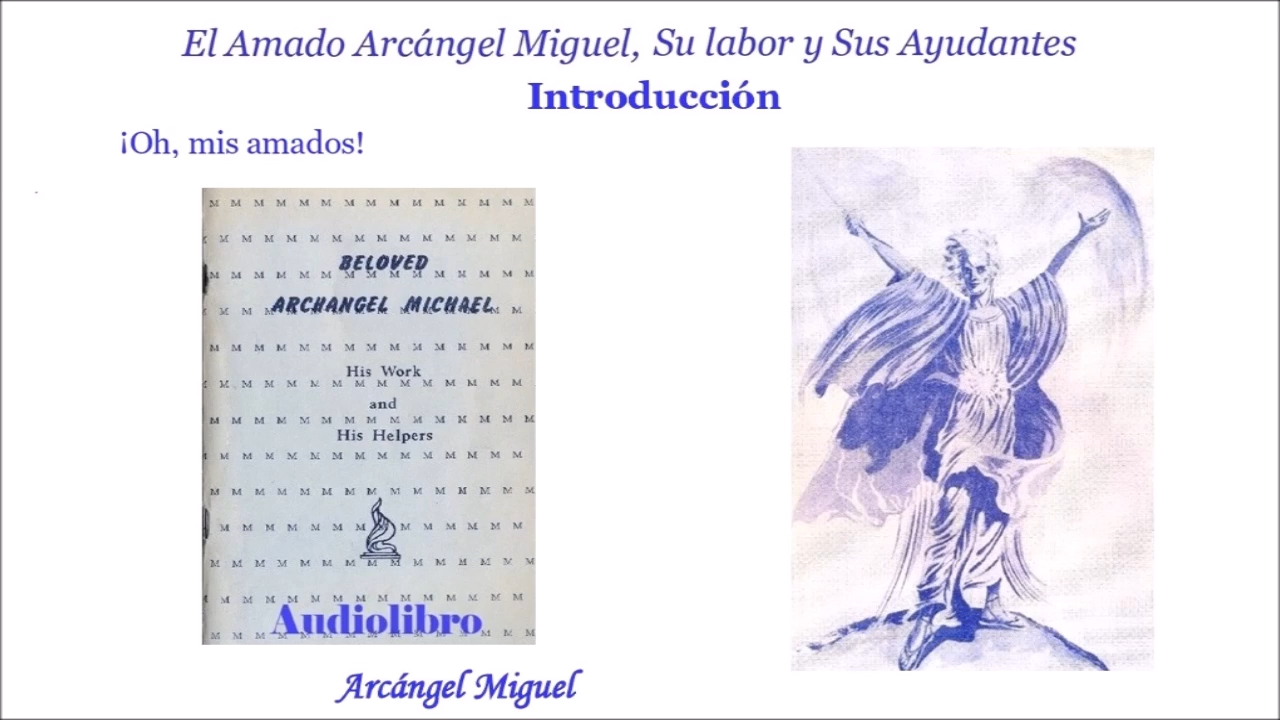 El Amado Arcángel Miguel, Su labor y Sus Ayudantes
Introducción
¡Oh, mis amados!
BELOVED
ARCHANGEL MICHAEL
His Work
and
His Helpers
Audiolibro
Arcángel Miguel